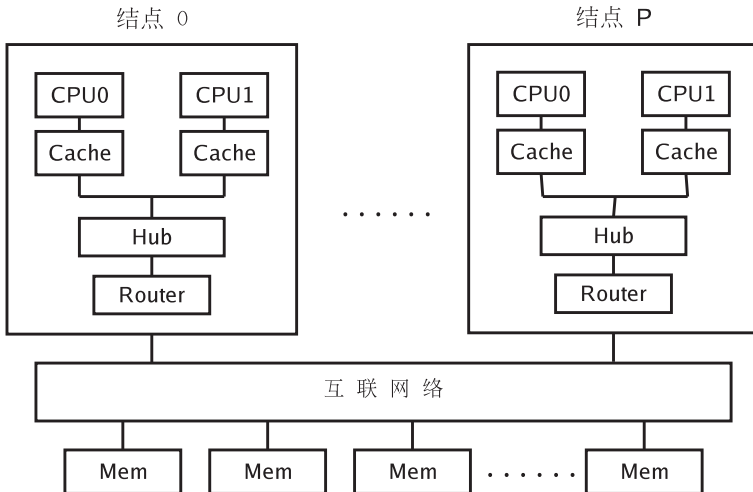 结点 0
结点 P
CPU0
CPU1
CPU0
CPU1
Cache
Cache
Cache
Cache
Hub
Hub
Router
Router
······
互 联 网 络
Mem
Mem
Mem
······
Mem